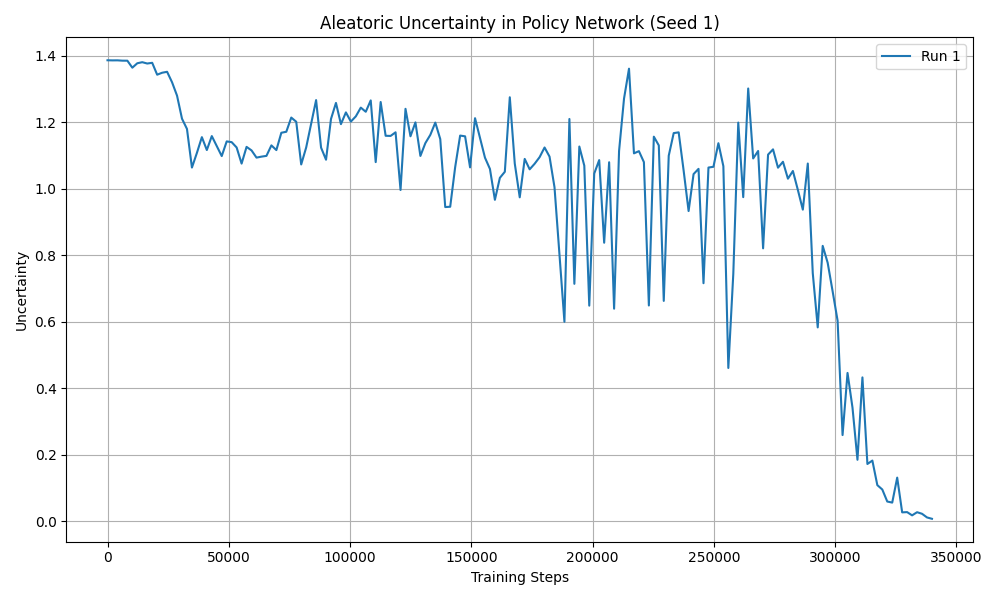 Aleatoric Uncertainty in Policy Network (Seed 1)
Run 1
Uncertainty
1.4
1.2
1.0
0.8
0.6
0.4
0.2
0.0
0 50000 100000 150000 200000 250000 300000 350000
Training Steps